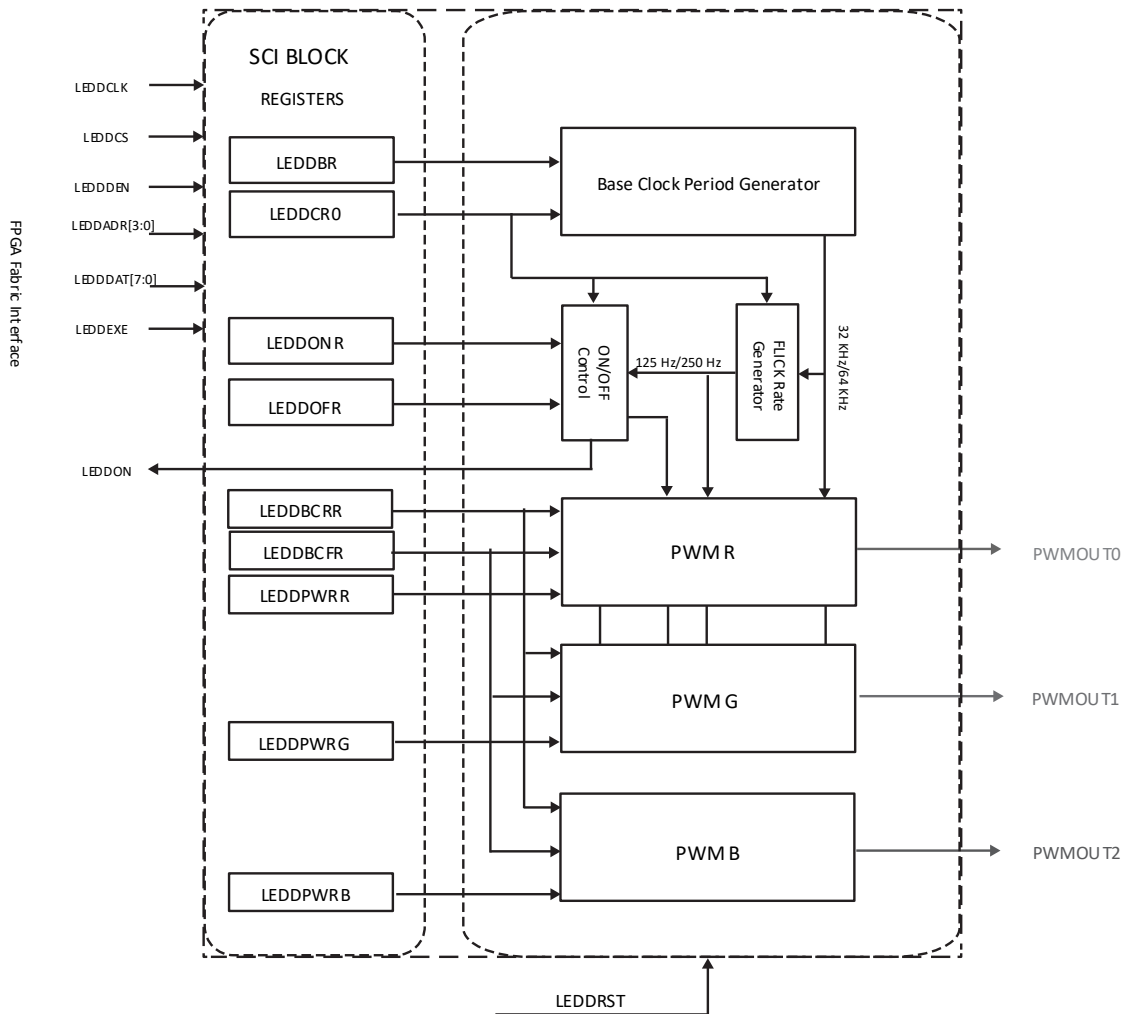 SCI BLOCK
REGISTERS
LEDDCLK
LEDDCS
LEDDDEN
LEDDADR[3:0]
LEDDDAT[7:0]
LEDDEXE
FPGA Fabric Interface
LEDDBR
LEDDCR0
LEDDONR
LEDDOFR
LEDDON
LEDDBCRR
LEDDBCFR
LEDDPWRR
LEDDPWRG
LEDDPWRB
Base Clock Period Generator
ON/OFF
Control
125 Hz/250 Hz
FLICK Rate
Generator
32 KHz/64 KHz
PWM R
PWM G
PWM B
PWMOUT0
PWMOUT1
PWMOUT2
LEDDRST